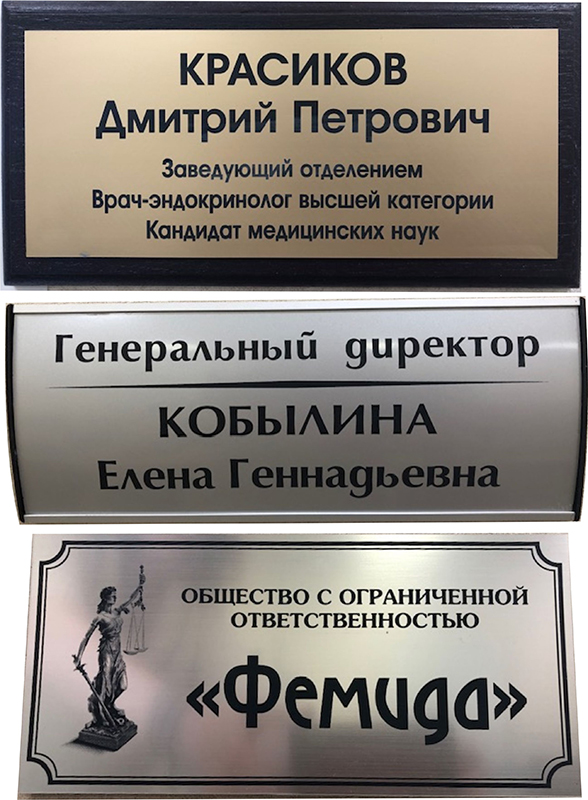 КРАСИКОВ
Дмитрий Петрович
Заведующий отделением
Врач-эндокринолог высшей категории
Кандидат медицинских наук
Генеральный директор
КОБЫЛИНА
Елена Геннадьевна
ОБЩЕСТВО С ОГРАНИЧЕННОЙ
ОТВЕТСТВЕННОСТЬЮ
«Фемида»